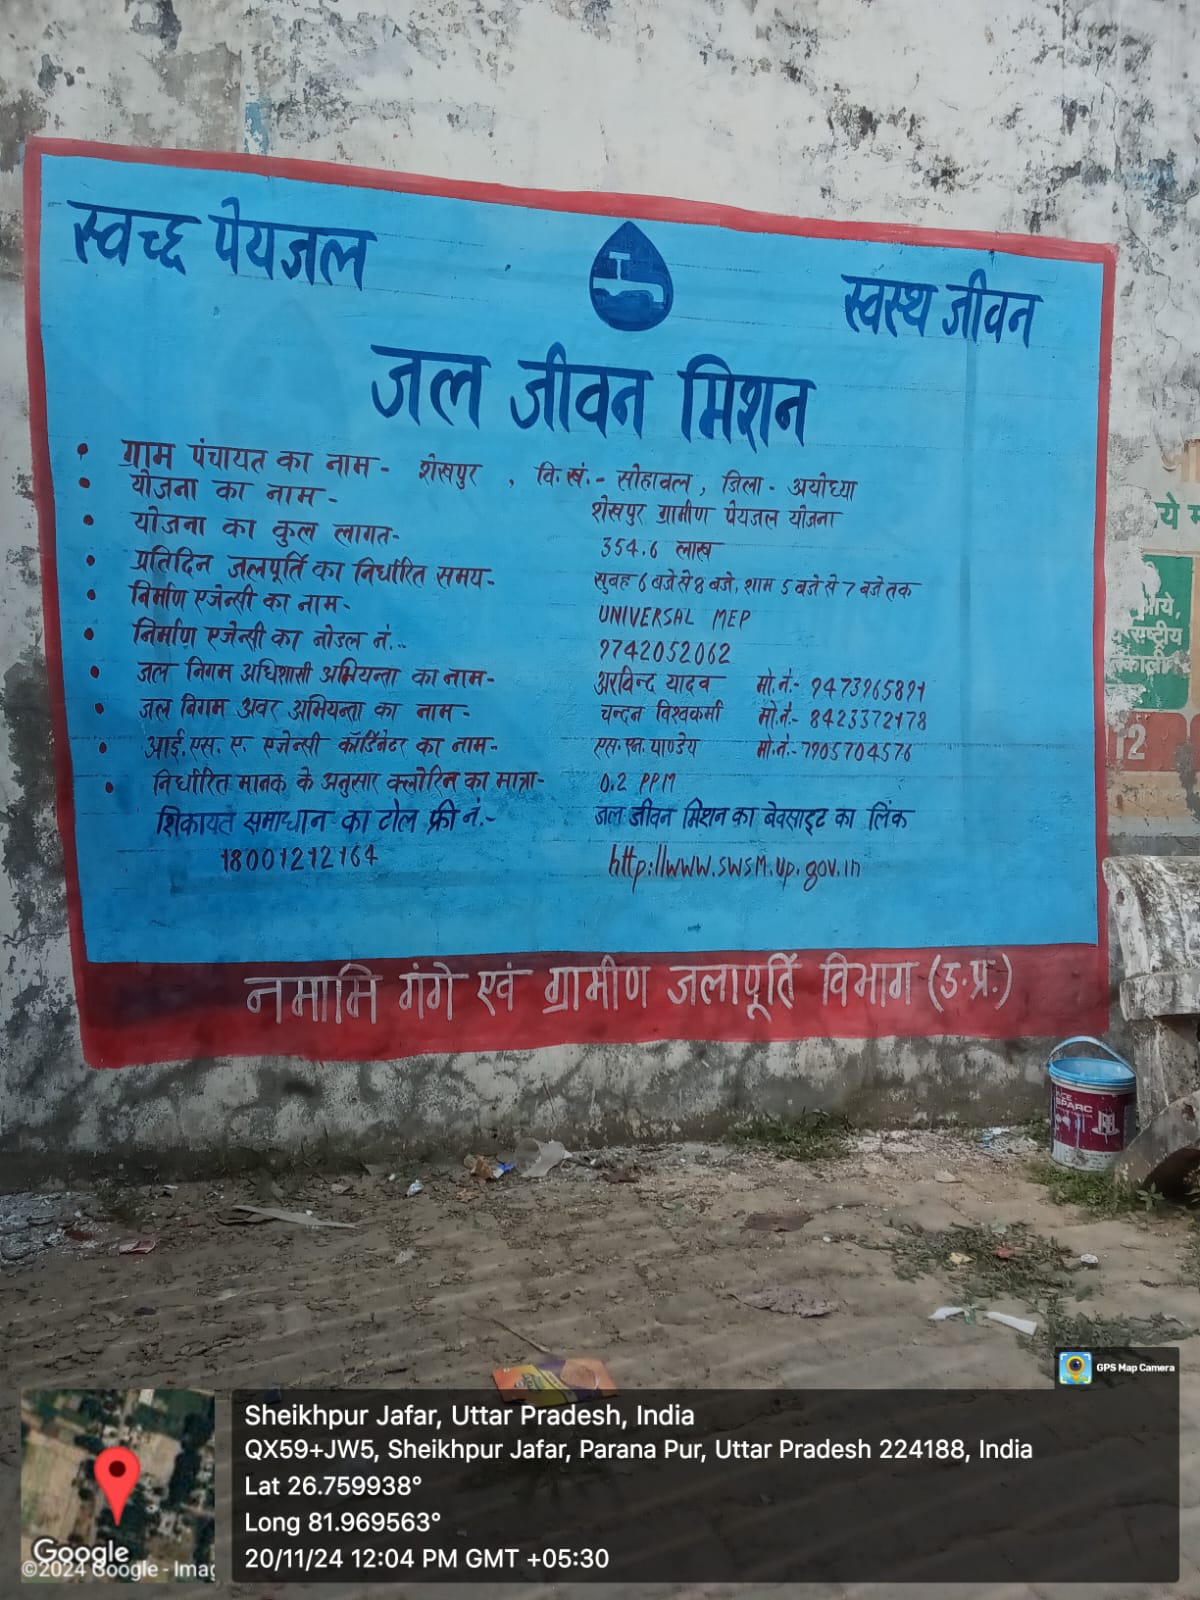 स्वच्छ पेयजल
स्वस्थ जीवन
जल जीवन मिशन
• ग्राम पंचायत का नाम - शेखपुर , वि.खं.- सोहावल, जिला - अयोध्या
• योजना का नाम - शेखपुर ग्रामीण पेयजल योजना
• योजना का कुल लागत- 354.6 लाख
• प्रतिदिन जलपूर्ति का निर्धारित समय- सुबह 6 बजे से 8 बजे, शाम 5 बजे से 7 बजे तक
• निर्माण एजेन्सी का नाम- UNIVERSAL MEP
• निर्माण एजेन्सी का नोडल नं.- 9742052062
• जल निगम अधिशासी अभियन्ता का नाम- अरविन्द यादव मो.नं.- 9473965891
• जल निगम अवर अभियन्ता का नाम- चन्दन विश्वकर्मा मो.नं.- 8423372178
• आई.एस.ए. एजेन्सी कॉर्डिनेटर का नाम- एस.एन.पाण्डेय मो.नं.-7905704576
• निर्धारित मानक के अनुसार क्लोरिन का मात्रा- 0.2 PPM
शिकायत समाधान का टोल फ्री नं.- जल जीवन मिशन का बेवसाइट का लिंक
18001212164 http://www.swsm.up.gov.in
नमामि गंगे एवं ग्रामीण जलापूर्ति विभाग (उ.प्र.)
ये
आये,
12
SPARC
GPS Map Camera
Sheikhpur Jafar, Uttar Pradesh, India
QX59+JW5, Sheikhpur Jafar, Parana Pur, Uttar Pradesh 224188, India
Lat 26.759938°
Long 81.969563°
20/11/24 12:04 PM GMT +05:30
Google
©2024 Google - Imag